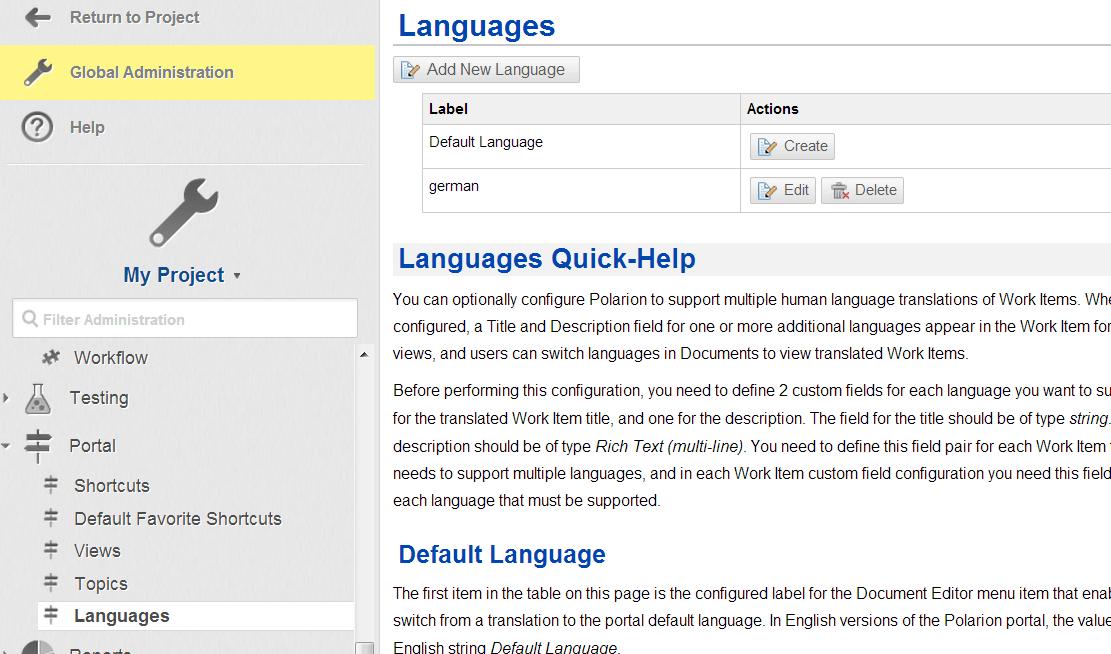 Return to Project
Global Administration
Help
My Project
Filter Administration
Workflow
Testing
Portal
Shortcuts
Default Favorite Shortcuts
Views
Topics
Languages
Languages
Add New Language
Label Actions
Default Language Create
german Edit Delete
Languages Quick-Help
You can optionally configure Polarion to support multiple human language translations of Work Items. Whe
configured, a Title and Description field for one or more additional languages appear in the Work Item for
views, and users can switch languages in Documents to view translated Work Items.
Before performing this configuration, you need to define 2 custom fields for each language you want to su
for the translated Work Item title, and one for the description. The field for the title should be of type string.
description should be of type Rich Text (multi-line). You need to define this field pair for each Work Item
needs to support multiple languages, and in each Work Item custom field configuration you need this field
each language that must be supported.
Default Language
The first item in the table on this page is the configured label for the Document Editor menu item that enab
switch from a translation to the portal default language. In English versions of the Polarion portal, the value
English string Default Language.